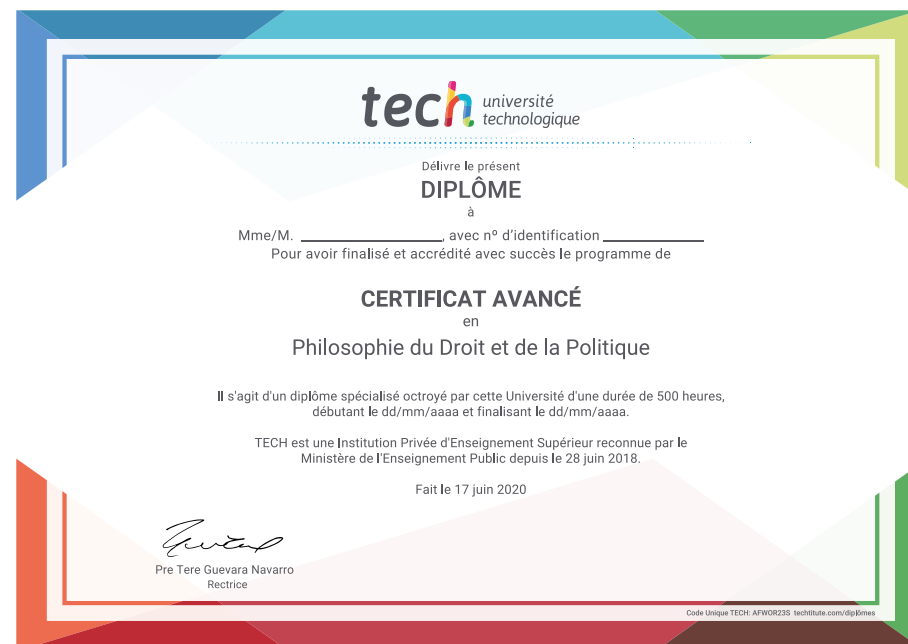 tech université
technologique
Délivre le présent
DIPLÔME
à
Mme/M. ____________________, avec nº d'identification ______________
Pour avoir finalisé et accrédité avec succès le programme de
CERTIFICAT AVANCÉ
en
Philosophie du Droit et de la Politique
Il s'agit d'un diplôme spécialisé octroyé par cette Université d'une durée de 500 heures,
débutant le dd/mm/aaaa et finalisant le dd/mm/aaaa.
TECH est une Institution Privée d'Enseignement Supérieur reconnue par le
Ministère de l'Enseignement Public depuis le 28 juin 2018.
Fait le 17 juin 2020
Pre Tere Guevara Navarro
Rectrice
Code Unique TECH: AFWOR23S techtitute.com/diplômes